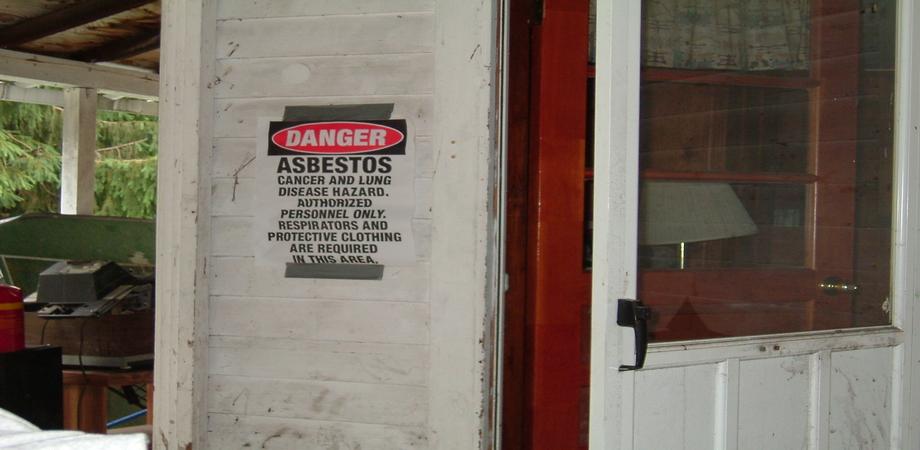 DANGER
ASBESTOS
CANCER AND LUNG
DISEASE HAZARD.
AUTHORIZED
PERSONNEL ONLY.
RESPIRATORS AND
PROTECTIVE CLOTHING
ARE REQUIRED
IN THIS AREA.